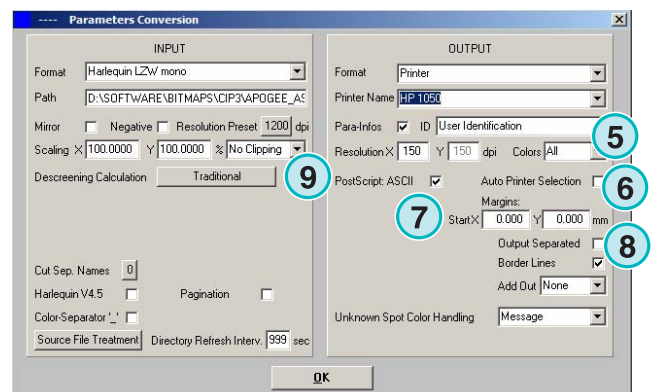 ---- Parameters Conversion
INPUT
Format Harlequin LZW mono
Path D:\SOFTWARE\BITMAPS\CIP3\APOGEE_AS
Mirror Negative Resolution Preset 1200 dpi
Scaling X 100.0000 Y 100.0000 % No Clipping
Descreening Calculation Traditional 9
Cut Sep. Names 0
Harlequin V4.5 Pagination
Color-Separator '_'
Source File Treatment Directory Refresh Interv. 999 sec
OUTPUT
Format Printer
Printer Name HP 1050
Para-Infos ID User Identification
5
Resolution X 150 Y 150 dpi Colors All
PostScript: ASCII Auto Printer Selection 6
Margins:
7 Start X 0.000 Y 0.000 mm
Output Separated 8
Border Lines
Add Out None
Unknown Spot Color Handling Message
OK